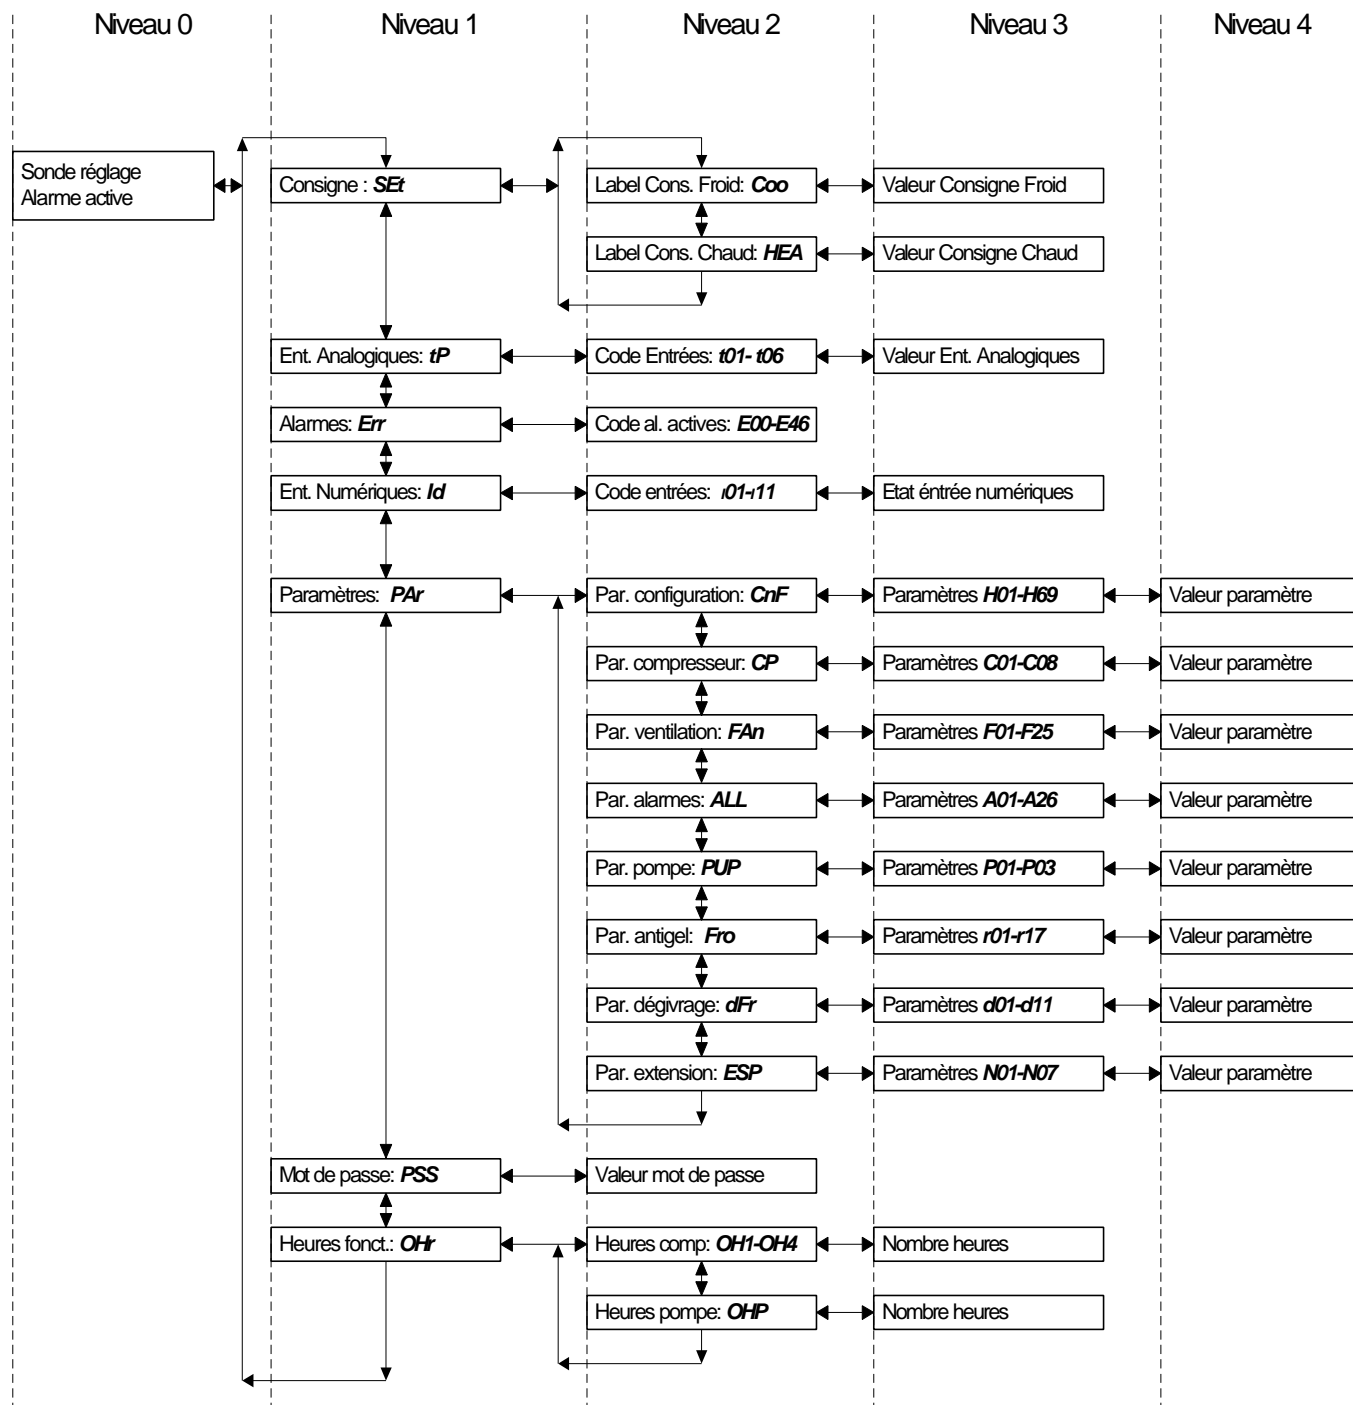 Niveau 0 Niveau 1 Niveau 2 Niveau 3 Niveau 4
Sonde réglage
Alarme active
Consigne : SEt
Label Cons. Froid: Coo
Valeur Consigne Froid
Label Cons. Chaud: HEA
Valeur Consigne Chaud
Ent. Analogiques: tP
Code Entrées: t01- t06
Valeur Ent. Analogiques
Alarmes: Err
Code al. actives: E00-E46
Ent. Numériques: Id
Code entrées: ı01-ı11
Etat éntrée numériques
Paramètres: PAr
Par. configuration: CnF
Paramètres H01-H69
Valeur paramètre
Par. compresseur: CP
Paramètres C01-C08
Valeur paramètre
Par. ventilation: FAn
Paramètres F01-F25
Valeur paramètre
Par. alarmes: ALL
Paramètres A01-A26
Valeur paramètre
Par. pompe: PUP
Paramètres P01-P03
Valeur paramètre
Par. antigel: Fro
Paramètres r01-r17
Valeur paramètre
Par. dégivrage: dFr
Paramètres d01-d11
Valeur paramètre
Par. extension: ESP
Paramètres N01-N07
Valeur paramètre
Mot de passe: PSS
Valeur mot de passe
Heures fonct.: OHr
Heures comp: OH1-OH4
Nombre heures
Heures pompe: OHP
Nombre heures